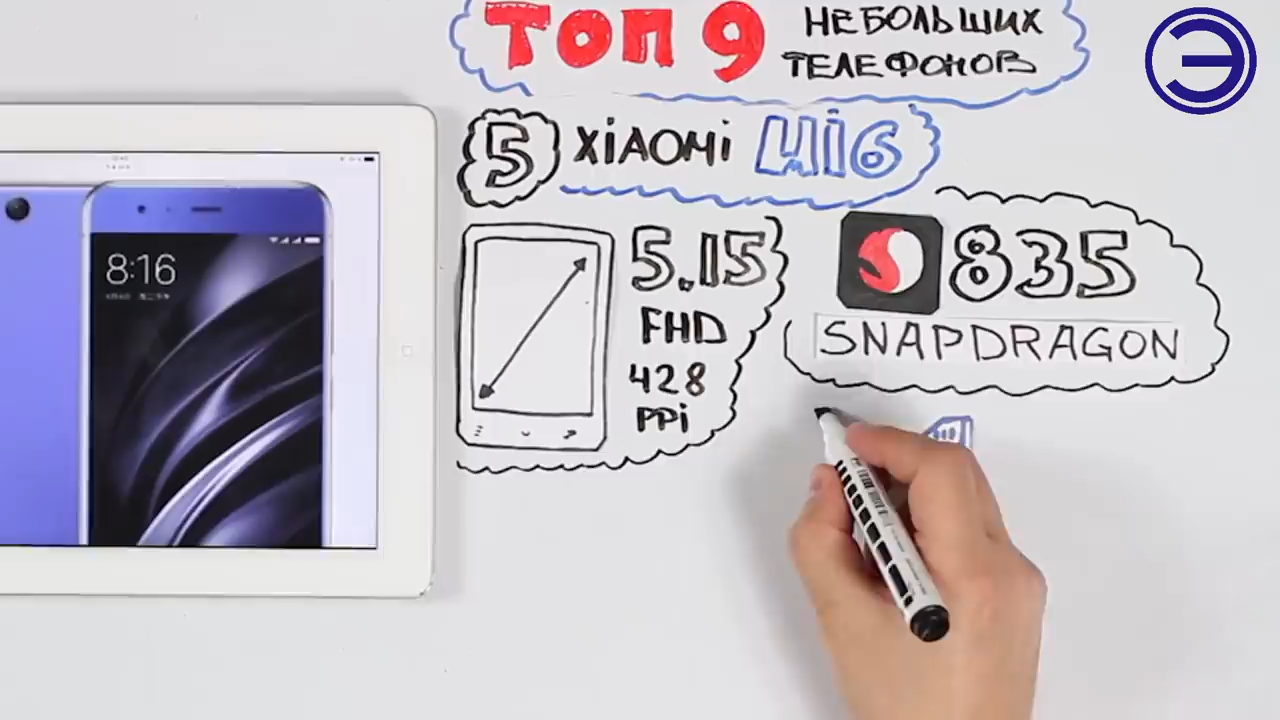 ТОП 9 НЕБОЛЬШИХ
ТЕЛЕФОНОВ
Э
5 XiAOMi Mi6
8:16
5.15
FHD
428
PPi
835
SNAPDRAGON